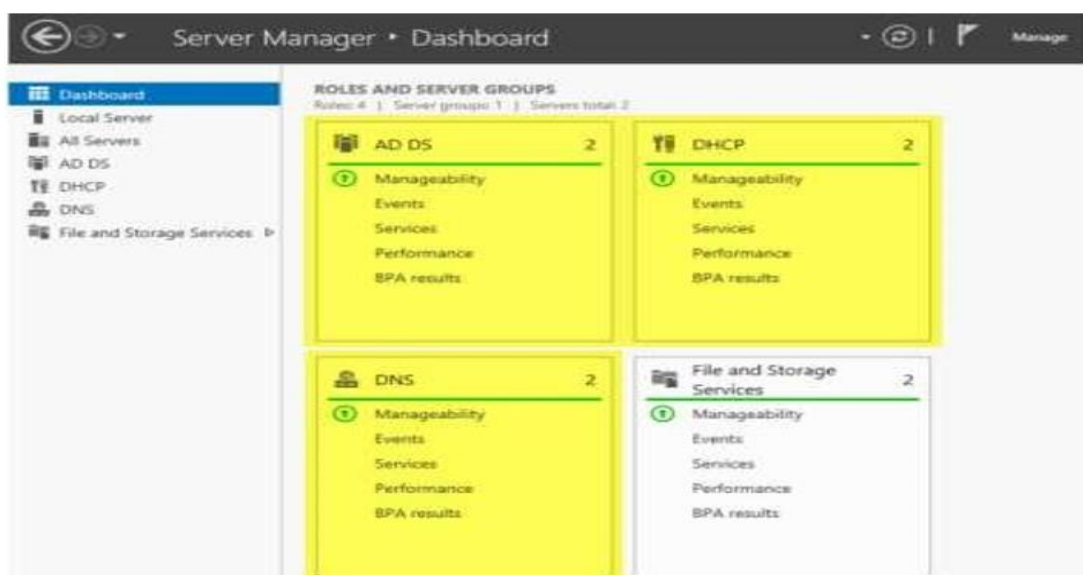 Server Manager • Dashboard
Manage
Dashboard
Local Server
All Servers
AD DS
DHCP
DNS
File and Storage Services
ROLES AND SERVER GROUPS
Roles: 4 | Server groups: 1 | Servers total: 2
AD DS 2
Manageability
Events
Services
Performance
BPA results
DHCP 2
Manageability
Events
Services
Performance
BPA results
DNS 2
Manageability
Events
Services
Performance
BPA results
File and Storage
Services 2
Manageability
Events
Services
Performance
BPA results